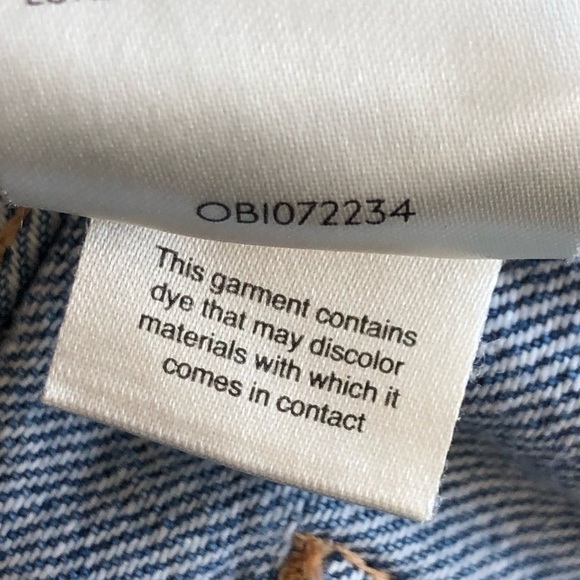 OBI072234
This garment contains
dye that may discolor
materials with which it
comes in contact